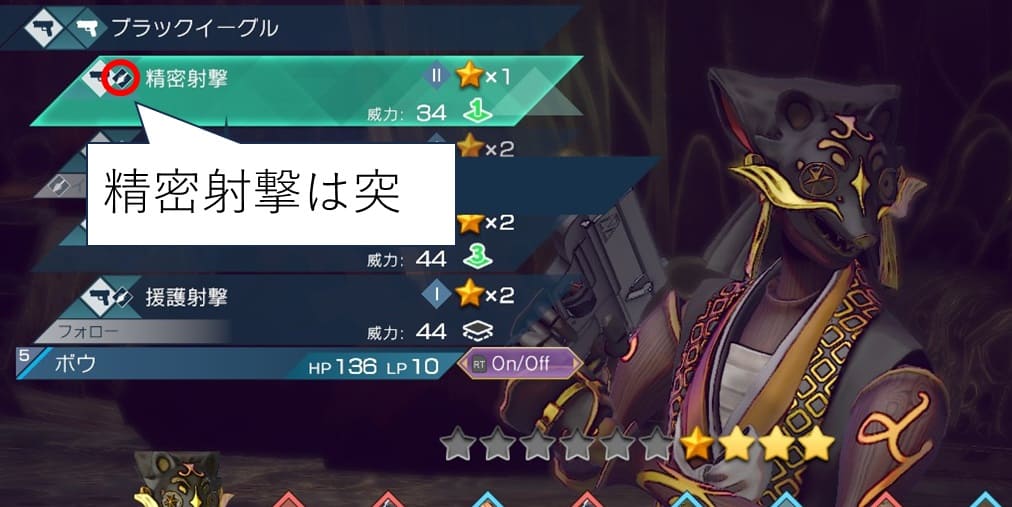 ブラックイーグル
精密射撃 II ×1
威力: 34 1
×2
精密射撃は突
×2
威力: 44 3
援護射撃 I ×2
フォロー 威力: 44
5 ボウ HP 136 LP 10 RT On/Off